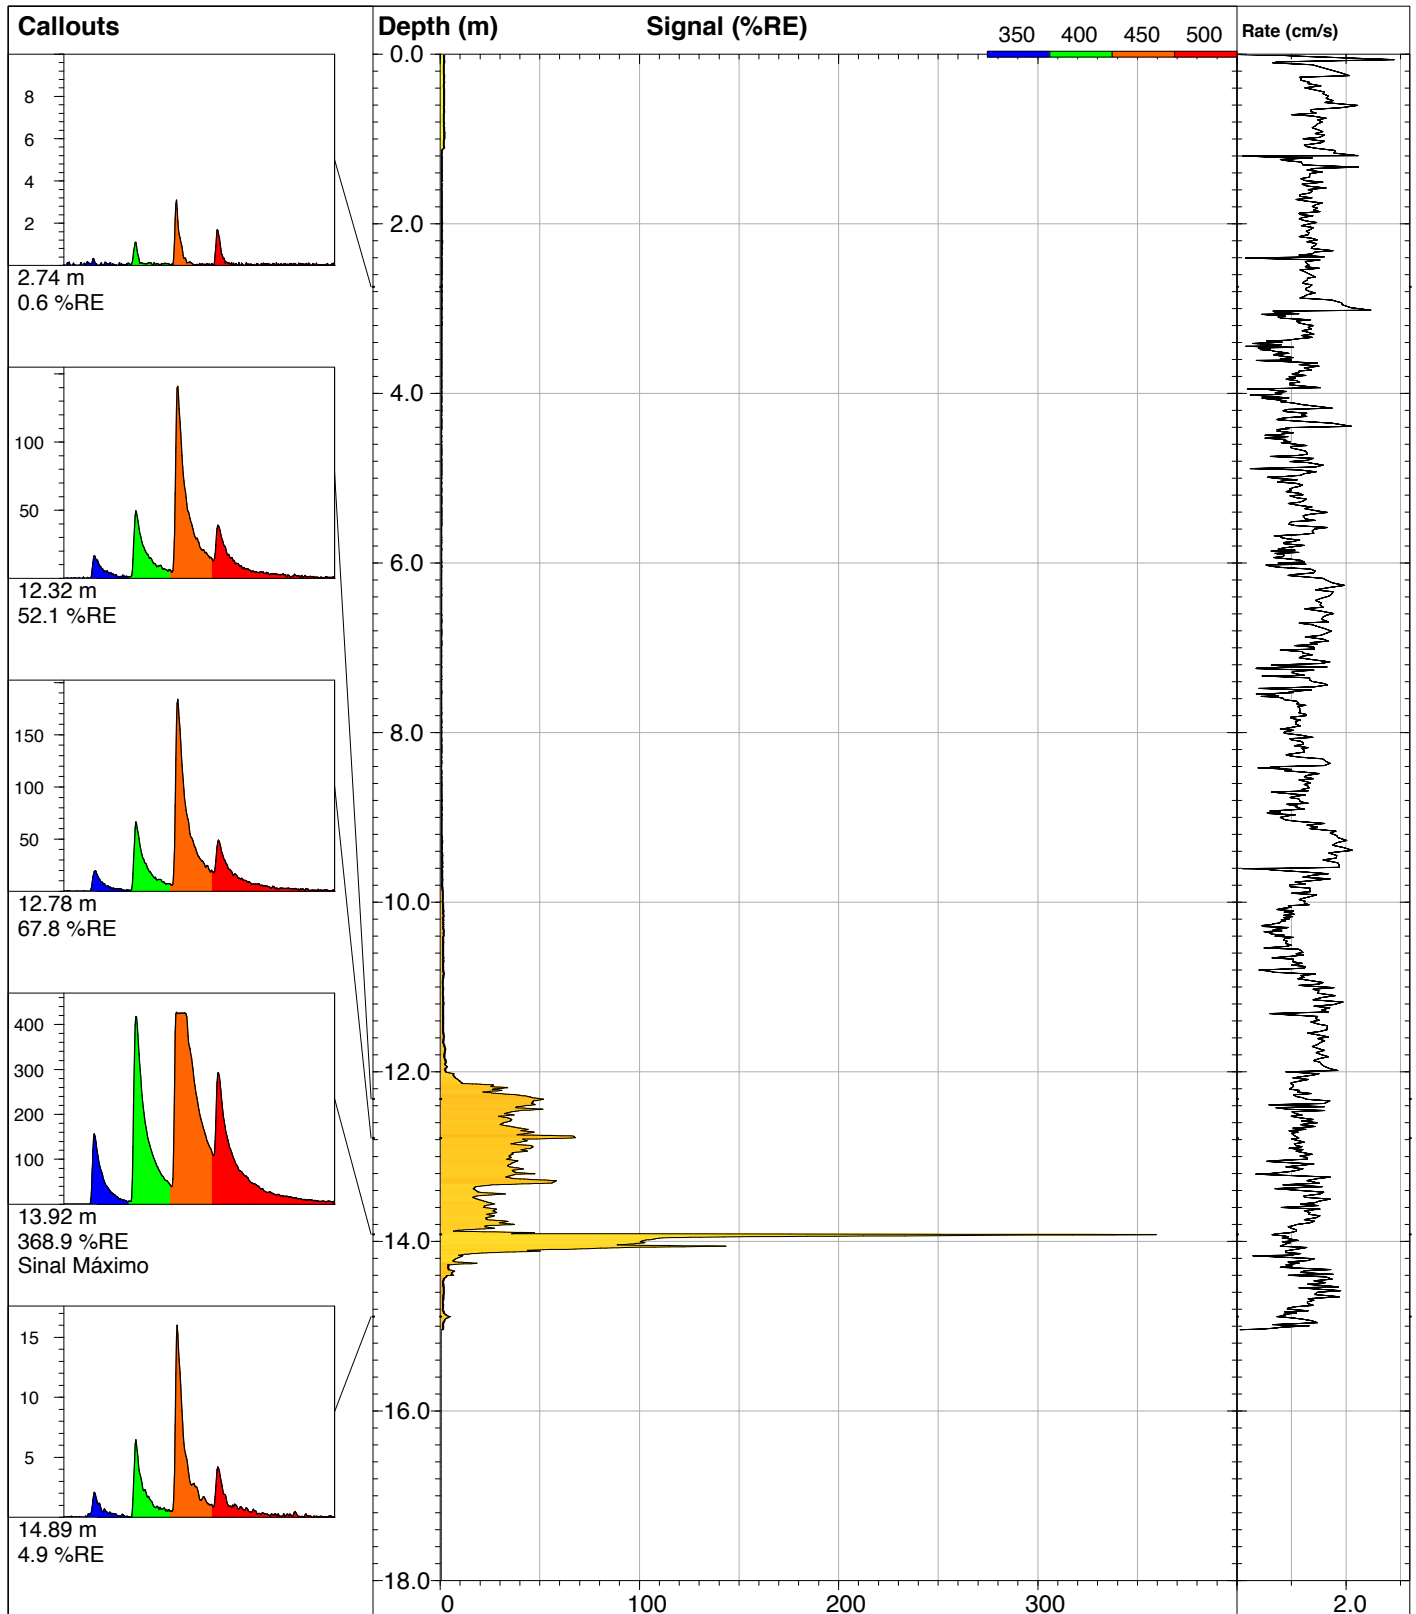 Callouts
Depth (m)
Signal (%RE)
350 400 450 500
Rate (cm/s)
8
6
4
2
2.74 m
0.6 %RE
100
50
12.32 m
52.1 %RE
150
100
50
12.78 m
67.8 %RE
400
300
200
100
13.92 m
368.9 %RE
Sinal Máximo
15
10
5
14.89 m
4.9 %RE
0.0
2.0
4.0
6.0
8.0
10.0
12.0
14.0
16.0
18.0
0 100 200 300
2.0